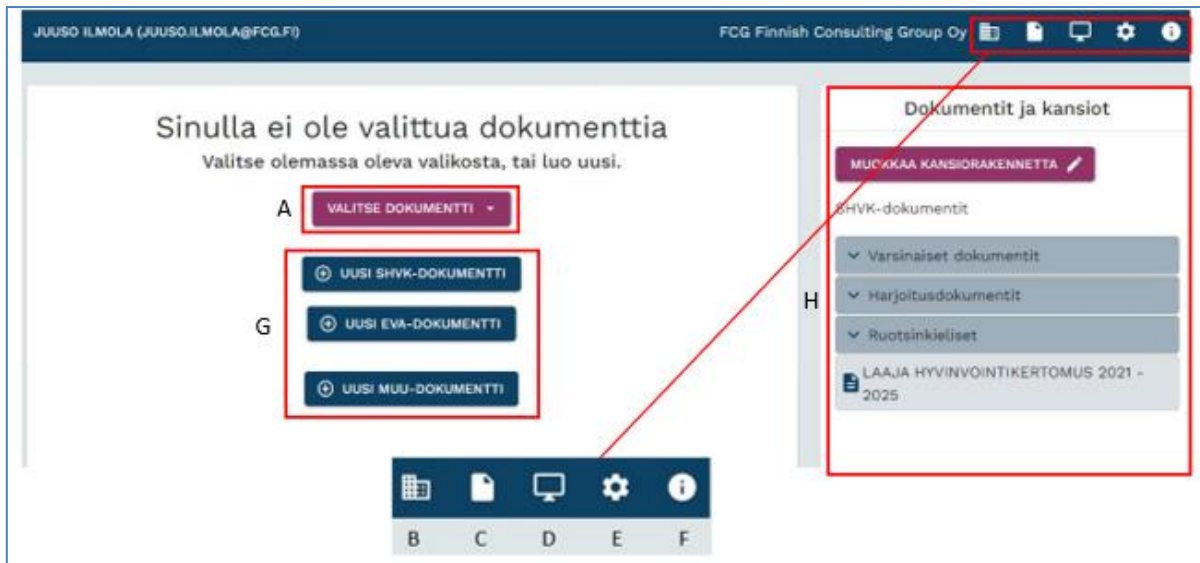 JUUSO ILMOLA (JUUSO.ILMOLA@FCG.FI)
FCG Finnish Consulting Group Oy
Sinulla ei ole valittua dokumenttia
Valitse olemassa oleva valikosta, tai luo uusi.
A
VALITSE DOKUMENTTI
G
UUSI SHVK-DOKUMENTTI
UUSI EVA-DOKUMENTTI
UUSI MUU-DOKUMENTTI
Dokumentit ja kansiot
MUOKKAA KANSIORAKENNETTA
SHVK-dokumentit
H
Varsinaiset dokumentit
Harjoitusdokumentit
Ruotsinkieliset
LAAJA HYVINVOINTIKERTOMUS 2021 -
2025
B C D E F